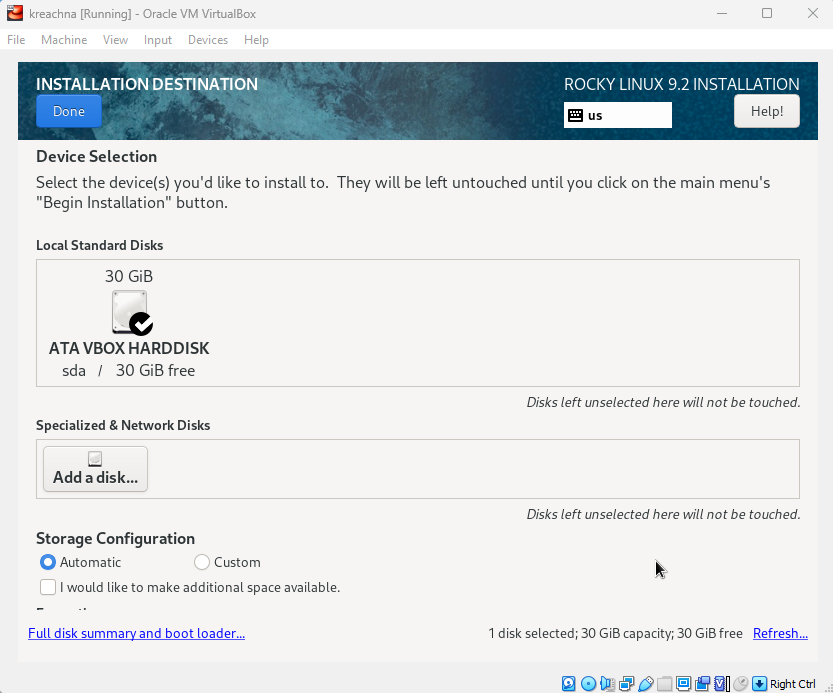 kreachna [Running] - Oracle VM VirtualBox
File Machine View Input Devices Help
INSTALLATION DESTINATION
ROCKY LINUX 9.2 INSTALLATION
Done
us
Help!
Device Selection
Select the device(s) you'd like to install to.  They will be left untouched until you click on the main menu's
"Begin Installation" button.
Local Standard Disks
30 GiB
ATA VBOX HARDDISK
sda / 30 GiB free
Disks left unselected here will not be touched.
Specialized & Network Disks
Add a disk...
Disks left unselected here will not be touched.
Storage Configuration
Automatic Custom
I would like to make additional space available.
Full disk summary and boot loader...
1 disk selected; 30 GiB capacity; 30 GiB free Refresh...
Right Ctrl